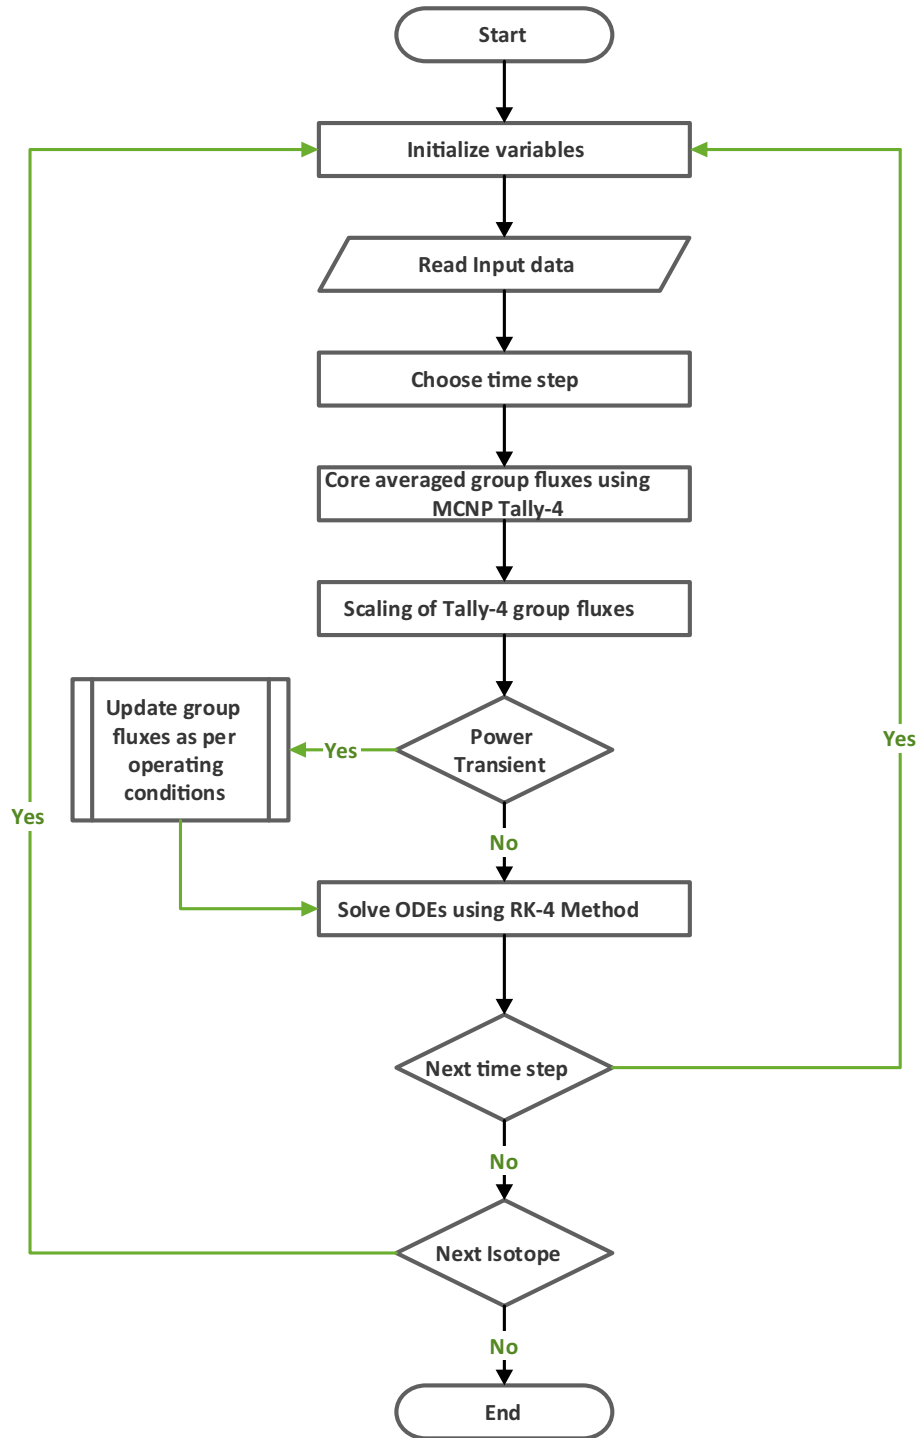 Start
Initialize variables
Read Input data
Choose time step
Core averaged group fluxes using
MCNP Tally-4
Scaling of Tally-4 group fluxes
Power
Transient
Yes
Update group
fluxes as per
operating
conditions
Yes
Yes
No
Solve ODEs using RK-4 Method
Next time step
No
Next Isotope
No
End